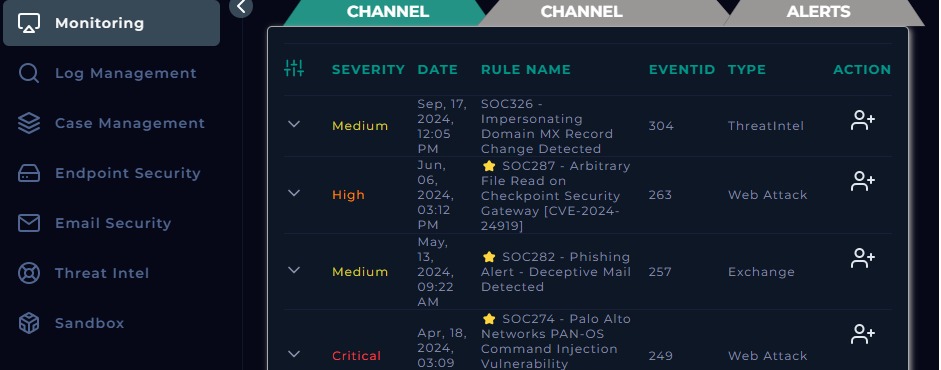 Monitoring
Log Management
Case Management
Endpoint Security
Email Security
Threat Intel
Sandbox
CHANNEL
CHANNEL
ALERTS
SEVERITY DATE RULE NAME EVENTID TYPE ACTION
Medium
Sep, 17,
2024,
12:05
PM
SOC326 -
Impersonating
Domain MX Record
Change Detected
304
ThreatIntel
High
Jun,
06,
2024,
03:12
PM
SOC287 - Arbitrary
File Read on
Checkpoint Security
Gateway [CVE-2024-
24919]
263
Web Attack
Medium
May,
13,
2024,
09:22
AM
SOC282 - Phishing
Alert - Deceptive Mail
Detected
257
Exchange
Critical
Apr, 18,
2024,
03:09
SOC274 - Palo Alto
Networks PAN-OS
Command Injection
Vulnerability
249
Web Attack